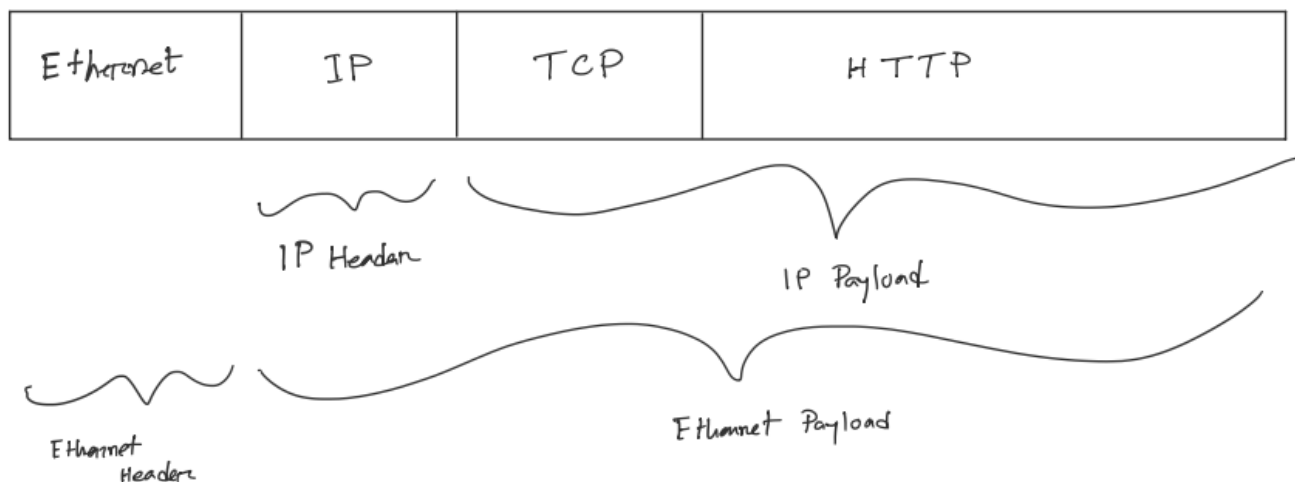 Ethernet IP TCP HTTP
IP Header
IP Payload
Ethernet Payload
Ethernet
Header